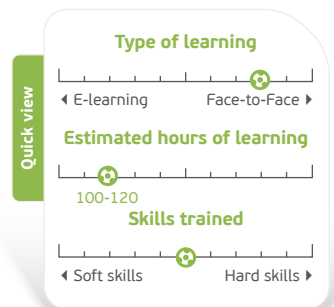 Quick view
Type of learning
E-learning Face-to-Face
Estimated hours of learning
100-120
Skills trained
Soft skills Hard skills